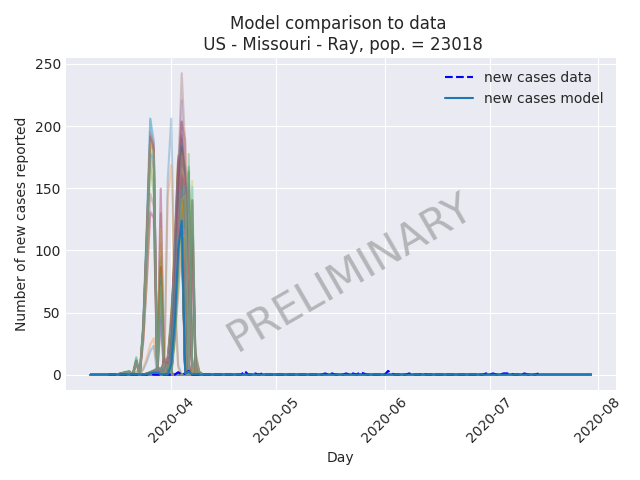 Model comparison to data
US - Missouri - Ray, pop. = 23018
250
200
150
100
50
0
Number of new cases reported
new cases data
new cases model
PRELIMINARY
2020-04
2020-05
2020-06
2020-07
2020-08
Day